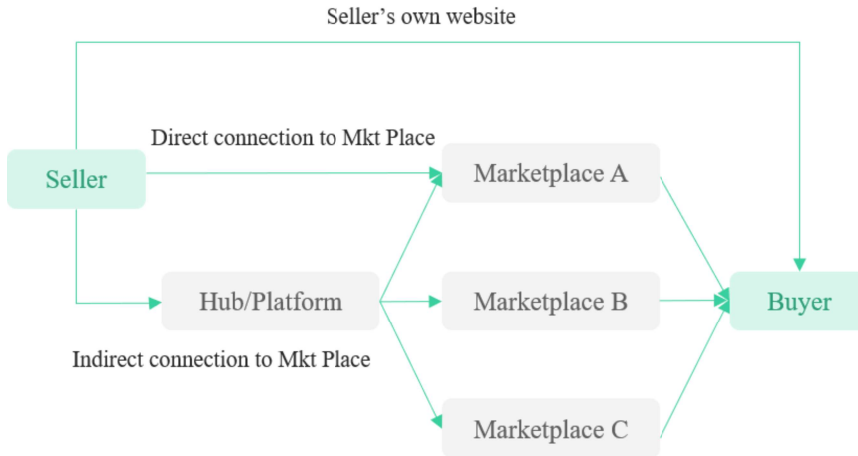 Seller’s own website
Direct connection to Mkt Place
Seller
Marketplace A
Hub/Platform
Marketplace B
Buyer
Indirect connection to Mkt Place
Marketplace C